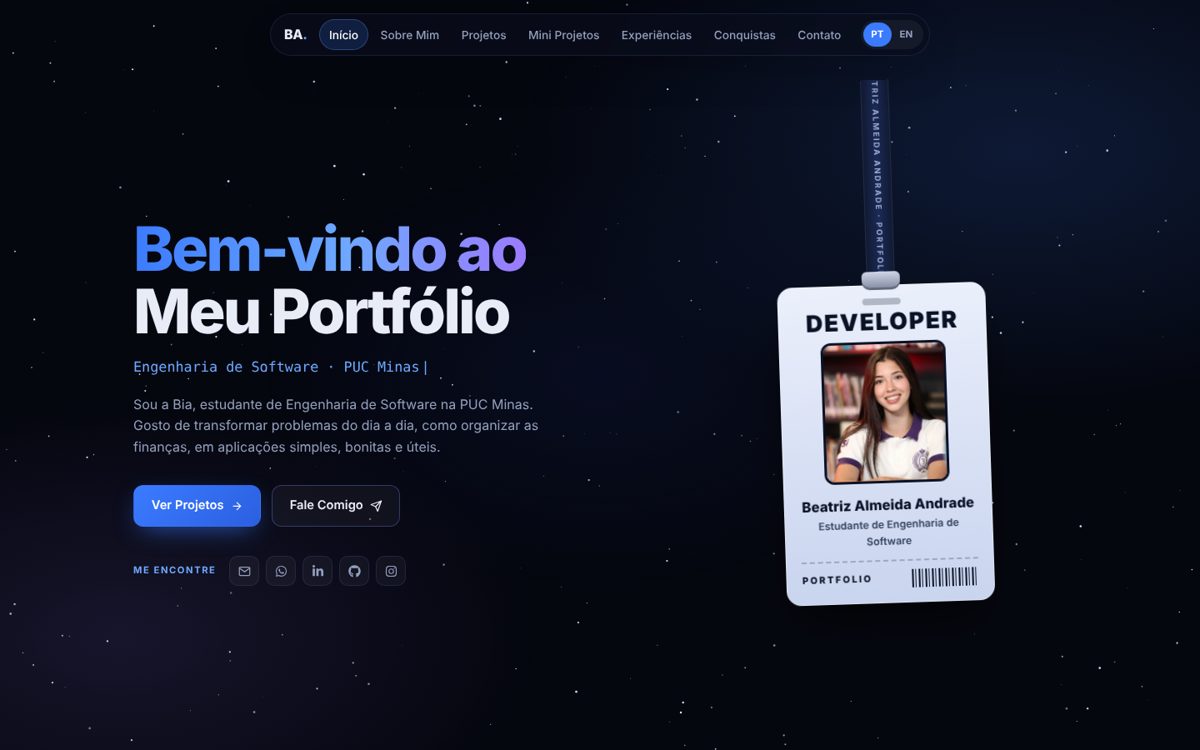 BA.
Início
Sobre Mim
Projetos
Mini Projetos
Experiências
Conquistas
Contato
PT
EN
Bem-vindo ao
Meu Portfólio
Engenharia de Software · PUC Minas|
Sou a Bia, estudante de Engenharia de Software na PUC Minas.
Gosto de transformar problemas do dia a dia, como organizar as
finanças, em aplicações simples, bonitas e úteis.
Ver Projetos
Fale Comigo
ME ENCONTRE
in
TRIZ ALMEIDA ANDRADE · PORTFOL
DEVELOPER
Beatriz Almeida Andrade
Estudante de Engenharia de
Software
PORTFOLIO